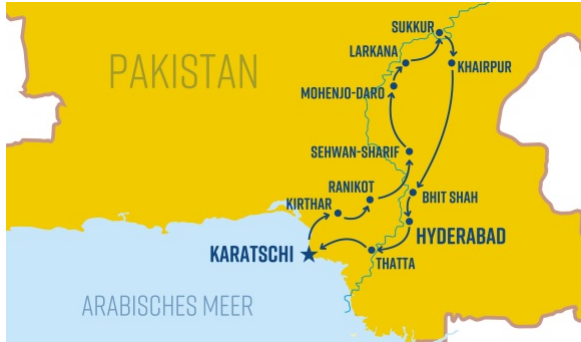 SUKKUR
LARKANA
KHAIRPUR
PAKISTAN
MOHENJO-DARO
SEHWAN-SHARIF
RANIKOT
BHIT SHAH
KIRTHAR
HYDERABAD
KARATSCHI
THATTA
ARABISCHES MEER